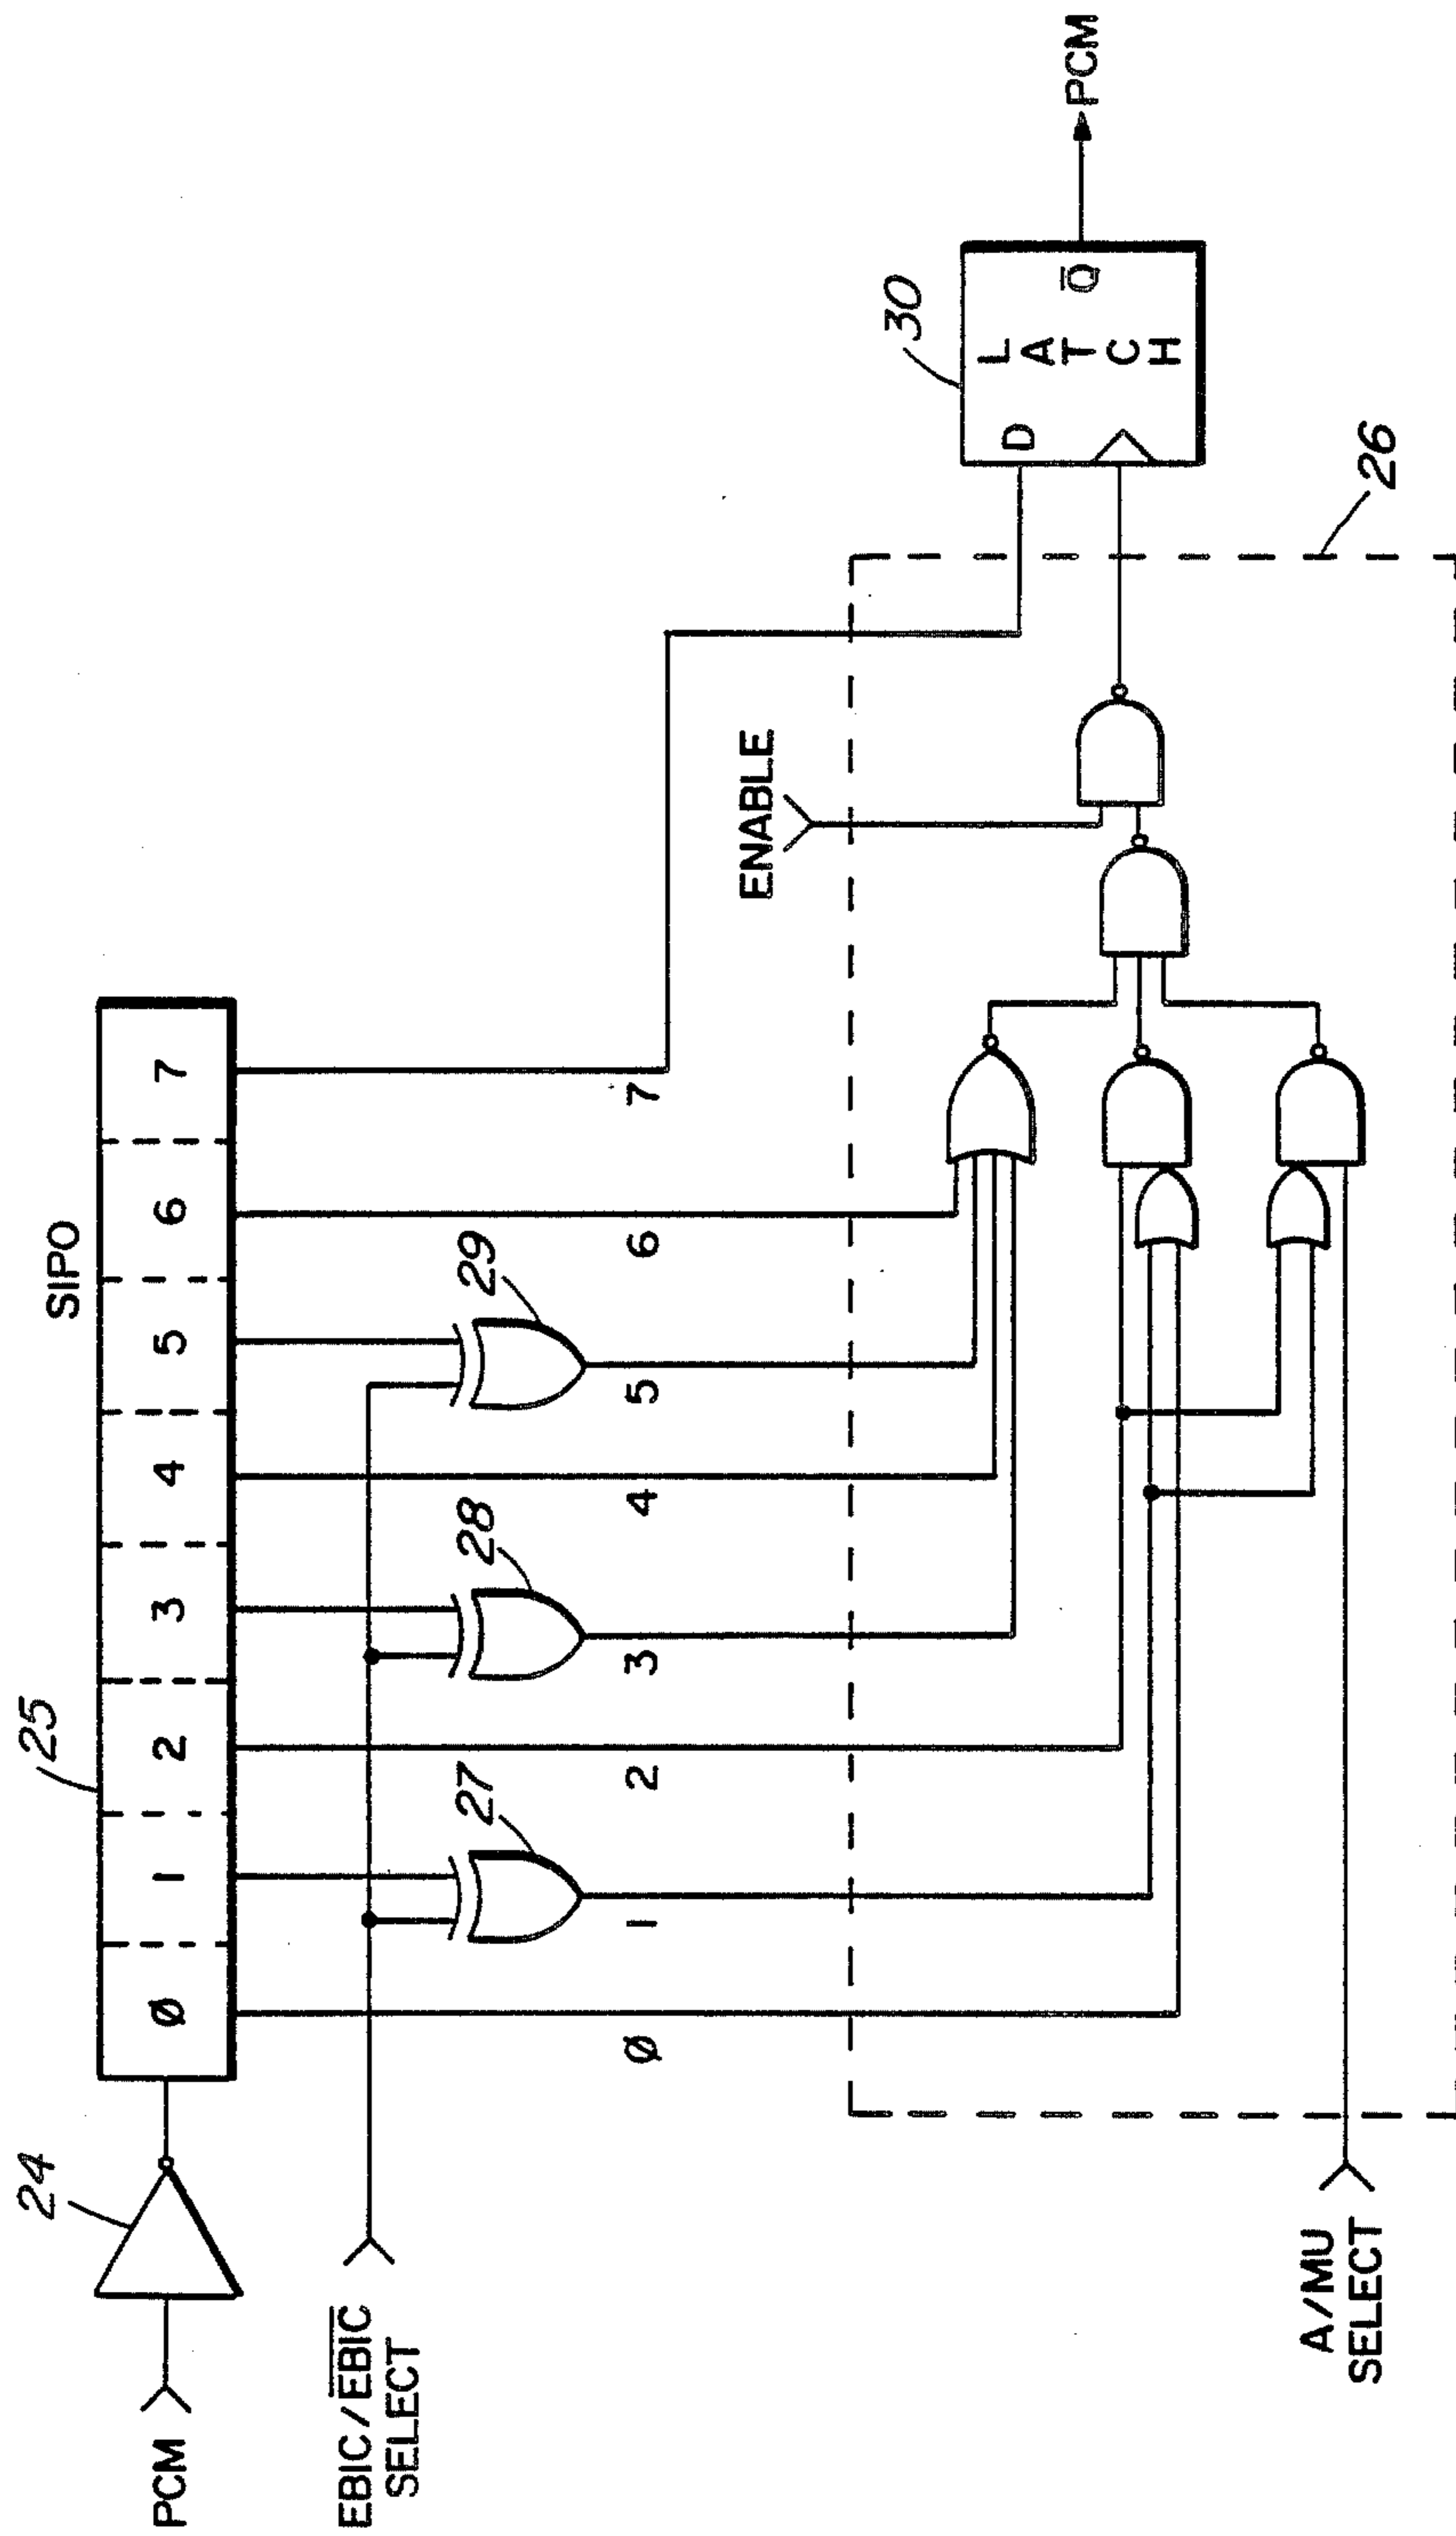 SIPO
25
24
PCM
Ø 1 2 3 4 5 6 7
EBIC/E̅B̅I̅C̅
SELECT
27
28
29
Ø 1 2 3 4 5 6 7
ENABLE
30
D
LATCH
Q̅
PCM
26
A/MU
SELECT